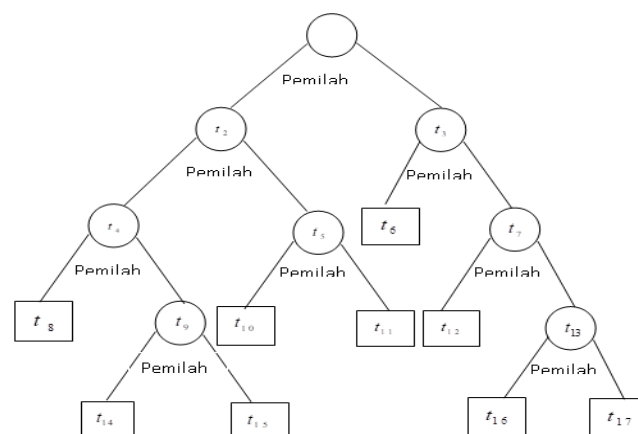 Pemilah
t₂
t₃
Pemilah
Pemilah
t₄
t₅
t₆
t₇
Pemilah
Pemilah
Pemilah
t₈
t₉
t₁₀
t₁₁
t₁₂
t₁₃
Pemilah
Pemilah
t₁₄
t₁₅
t₁₆
t₁₇